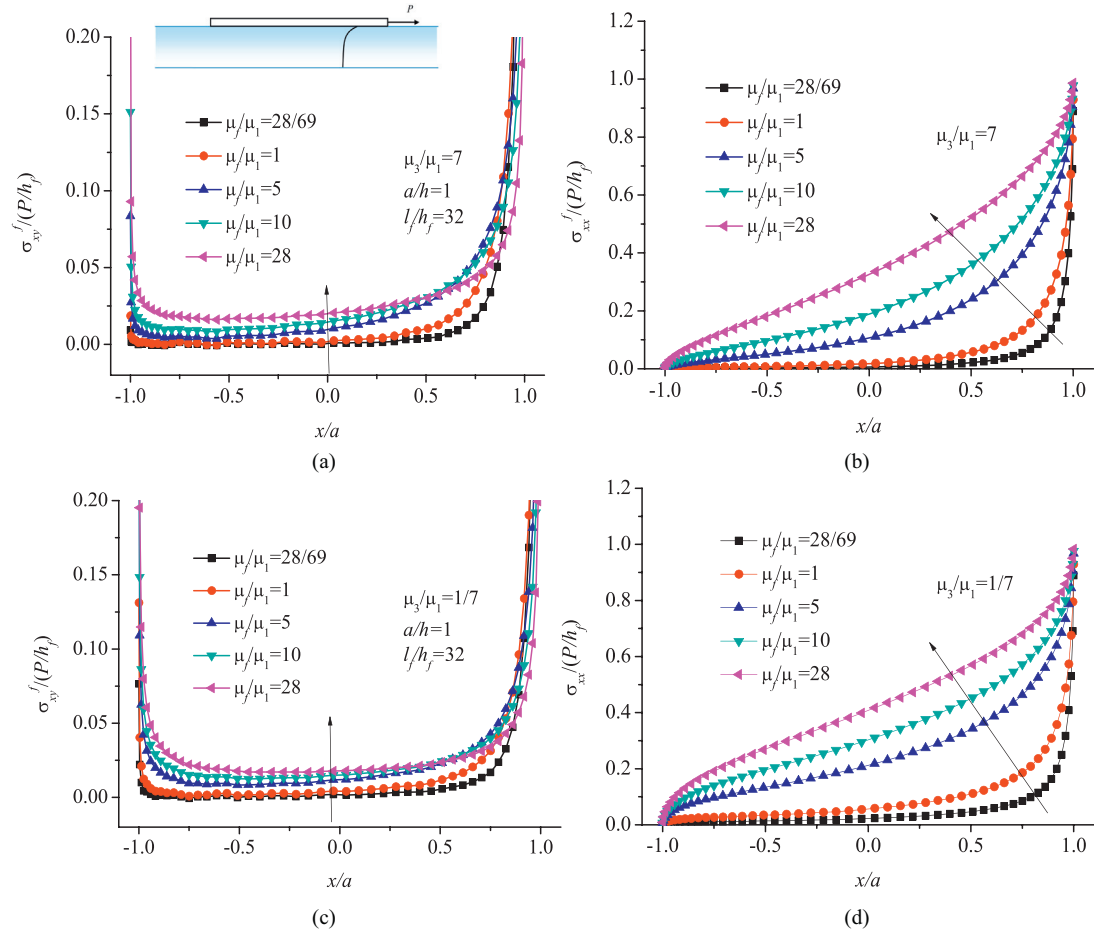 (a)
P
0.20
0.15
0.10
0.05
0.00
σxy^f/(P/hf)
μf/μ1=28/69
μf/μ1=1
μf/μ1=5
μf/μ1=10
μf/μ1=28
μ3/μ1=7
a/h=1
lf/hf=32
-1.0 -0.5 0.0 0.5 1.0
x/a
(a)
1.2
1.0
0.8
0.6
0.4
0.2
0.0
σxx^f/(P/hf)
μf/μ1=28/69
μf/μ1=1
μf/μ1=5
μf/μ1=10
μf/μ1=28
μ3/μ1=7
-1.0 -0.5 0.0 0.5 1.0
x/a
(b)
0.20
0.15
0.10
0.05
0.00
σxy^f/(P/hf)
μf/μ1=28/69
μf/μ1=1
μf/μ1=5
μf/μ1=10
μf/μ1=28
μ3/μ1=1/7
a/h=1
lf/hf=32
-1.0 -0.5 0.0 0.5 1.0
x/a
(c)
1.2
1.0
0.8
0.6
0.4
0.2
0.0
σxx/(P/hf)
μf/μ1=28/69
μf/μ1=1
μf/μ1=5
μf/μ1=10
μf/μ1=28
μ3/μ1=1/7
-1.0 -0.5 0.0 0.5 1.0
x/a
(d)